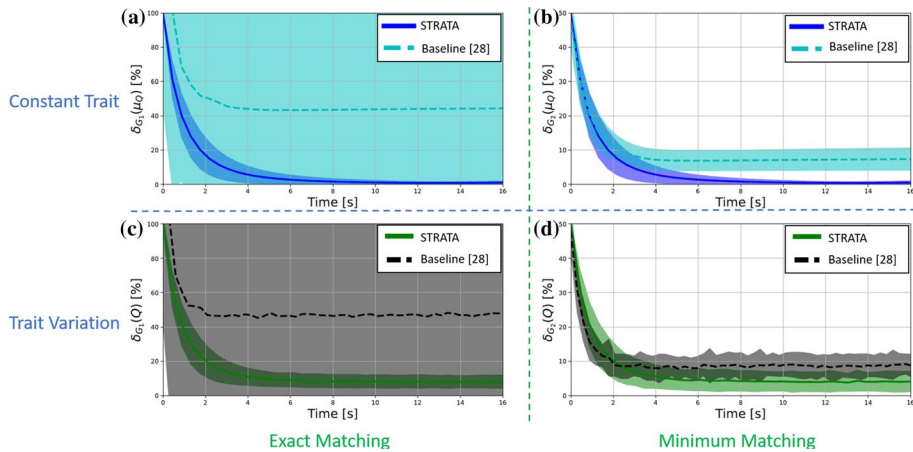 (a)
STRATA
Baseline [28]
100
80
60
40
20
0
δG1(μQ) [%]
0 2 4 6 8 10 12 14 16
Time [s]
(b)
STRATA
Baseline [28]
50
40
30
20
10
0
δG2(μQ) [%]
0 2 4 6 8 10 12 14 16
Time [s]
Constant Trait
(c)
STRATA
Baseline [28]
100
80
60
40
20
0
δG1(Q) [%]
0 2 4 6 8 10 12 14 16
Time [s]
(d)
STRATA
Baseline [28]
50
40
30
20
10
0
δG2(Q) [%]
0 2 4 6 8 10 12 14 16
Time [s]
Trait Variation
Exact Matching
Minimum Matching